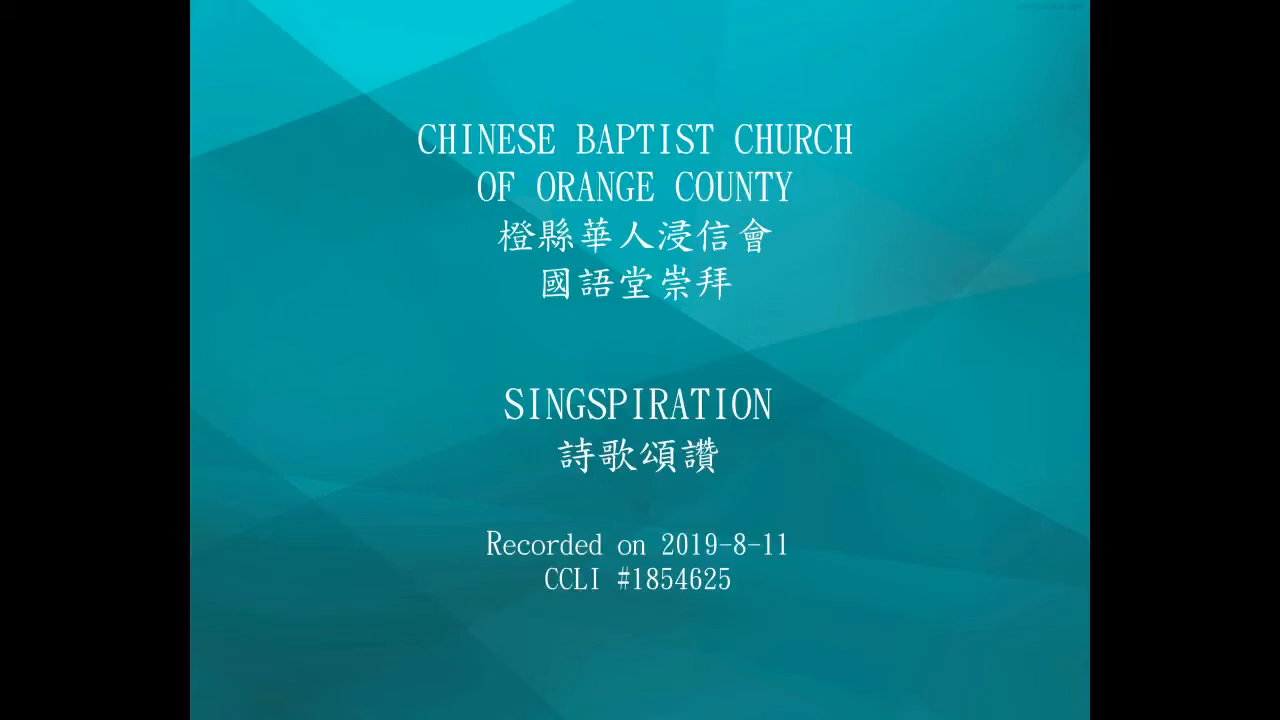 CHINESE BAPTIST CHURCH
OF ORANGE COUNTY
橙縣華人浸信會
國語堂崇拜
SINGSPIRATION
詩歌頌讚
Recorded on 2019-8-11
CCLI #1854625